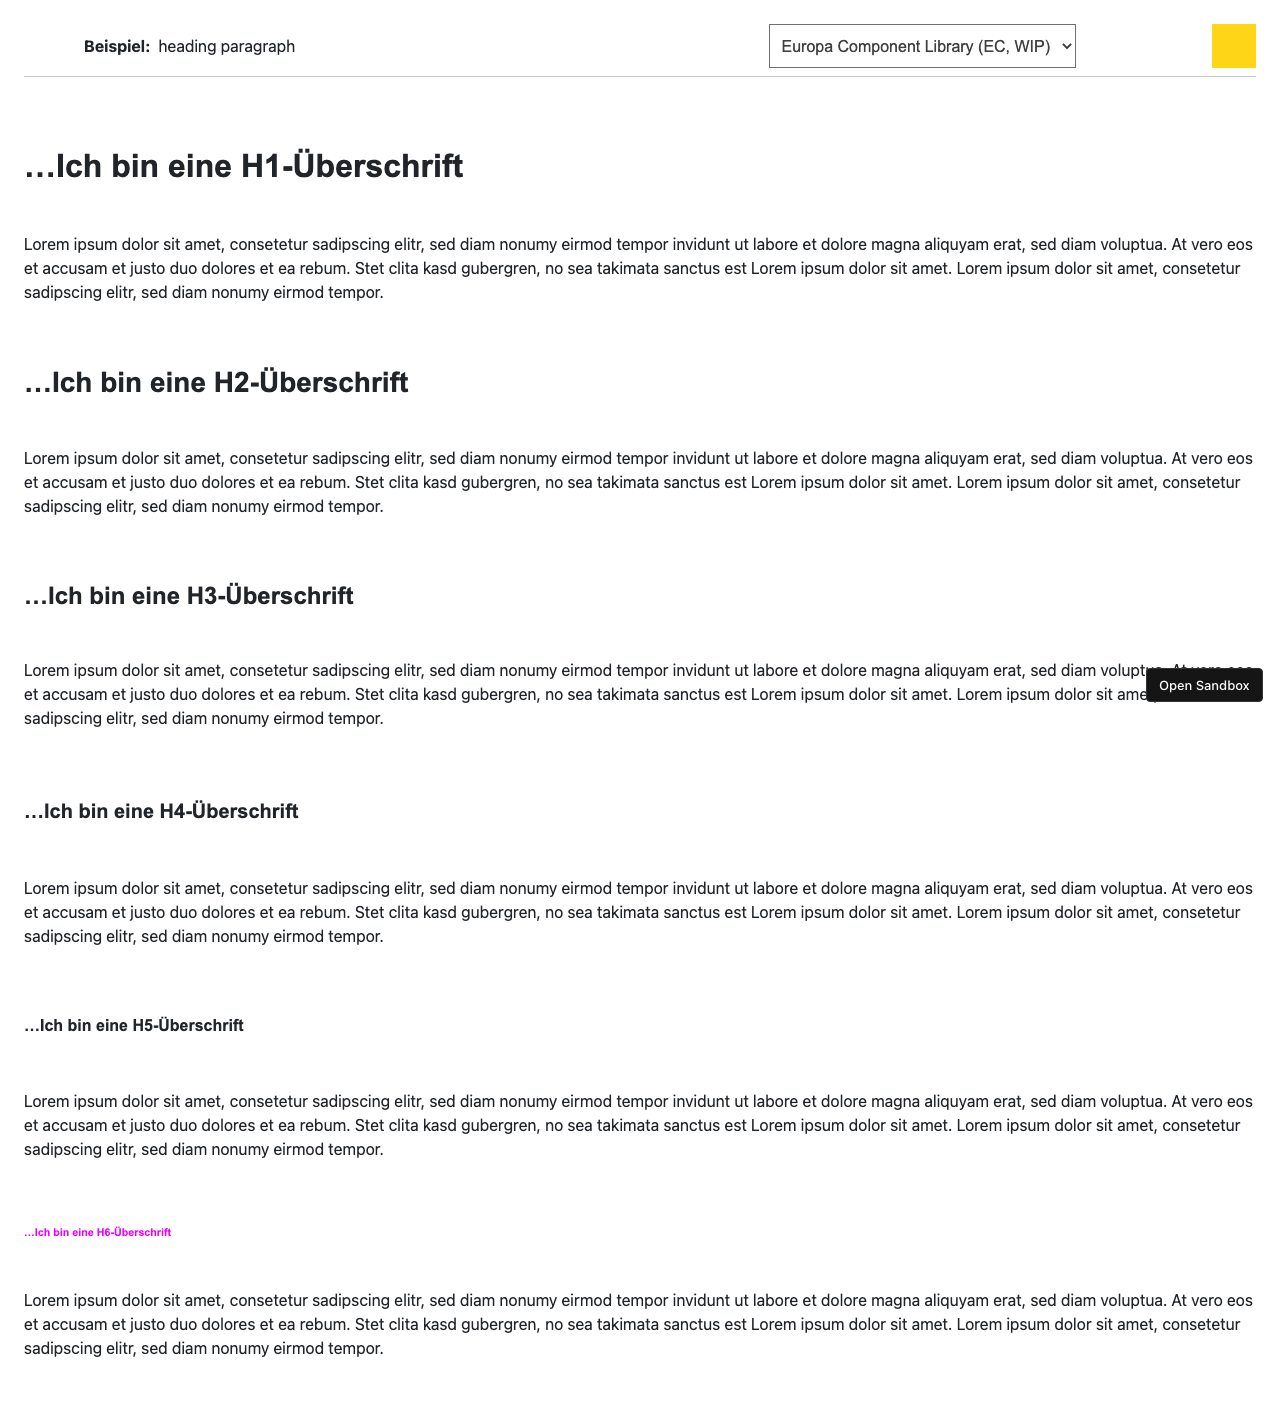 Beispiel: heading paragraph
Europa Component Library (EC, WIP)
…Ich bin eine H1-Überschrift
Lorem ipsum dolor sit amet, consetetur sadipscing elitr, sed diam nonumy eirmod tempor invidunt ut labore et dolore magna aliquyam erat, sed diam voluptua. At vero eos
et accusam et justo duo dolores et ea rebum. Stet clita kasd gubergren, no sea takimata sanctus est Lorem ipsum dolor sit amet. Lorem ipsum dolor sit amet, consetetur
sadipscing elitr, sed diam nonumy eirmod tempor.
…Ich bin eine H2-Überschrift
Lorem ipsum dolor sit amet, consetetur sadipscing elitr, sed diam nonumy eirmod tempor invidunt ut labore et dolore magna aliquyam erat, sed diam voluptua. At vero eos
et accusam et justo duo dolores et ea rebum. Stet clita kasd gubergren, no sea takimata sanctus est Lorem ipsum dolor sit amet. Lorem ipsum dolor sit amet, consetetur
sadipscing elitr, sed diam nonumy eirmod tempor.
…Ich bin eine H3-Überschrift
Lorem ipsum dolor sit amet, consetetur sadipscing elitr, sed diam nonumy eirmod tempor invidunt ut labore et dolore magna aliquyam erat, sed diam voluptua. At vero eos
et accusam et justo duo dolores et ea rebum. Stet clita kasd gubergren, no sea takimata sanctus est Lorem ipsum dolor sit amet. Lorem ipsum dolor sit
Open Sandbox
sadipscing elitr, sed diam nonumy eirmod tempor.
…Ich bin eine H4-Überschrift
Lorem ipsum dolor sit amet, consetetur sadipscing elitr, sed diam nonumy eirmod tempor invidunt ut labore et dolore magna aliquyam erat, sed diam voluptua. At vero eos
et accusam et justo duo dolores et ea rebum. Stet clita kasd gubergren, no sea takimata sanctus est Lorem ipsum dolor sit amet. Lorem ipsum dolor sit amet, consetetur
sadipscing elitr, sed diam nonumy eirmod tempor.
…Ich bin eine H5-Überschrift
Lorem ipsum dolor sit amet, consetetur sadipscing elitr, sed diam nonumy eirmod tempor invidunt ut labore et dolore magna aliquyam erat, sed diam voluptua. At vero eos
et accusam et justo duo dolores et ea rebum. Stet clita kasd gubergren, no sea takimata sanctus est Lorem ipsum dolor sit amet. Lorem ipsum dolor sit amet, consetetur
sadipscing elitr, sed diam nonumy eirmod tempor.
…Ich bin eine H6-Überschrift
Lorem ipsum dolor sit amet, consetetur sadipscing elitr, sed diam nonumy eirmod tempor invidunt ut labore et dolore magna aliquyam erat, sed diam voluptua. At vero eos
et accusam et justo duo dolores et ea rebum. Stet clita kasd gubergren, no sea takimata sanctus est Lorem ipsum dolor sit amet. Lorem ipsum dolor sit amet, consetetur
sadipscing elitr, sed diam nonumy eirmod tempor.